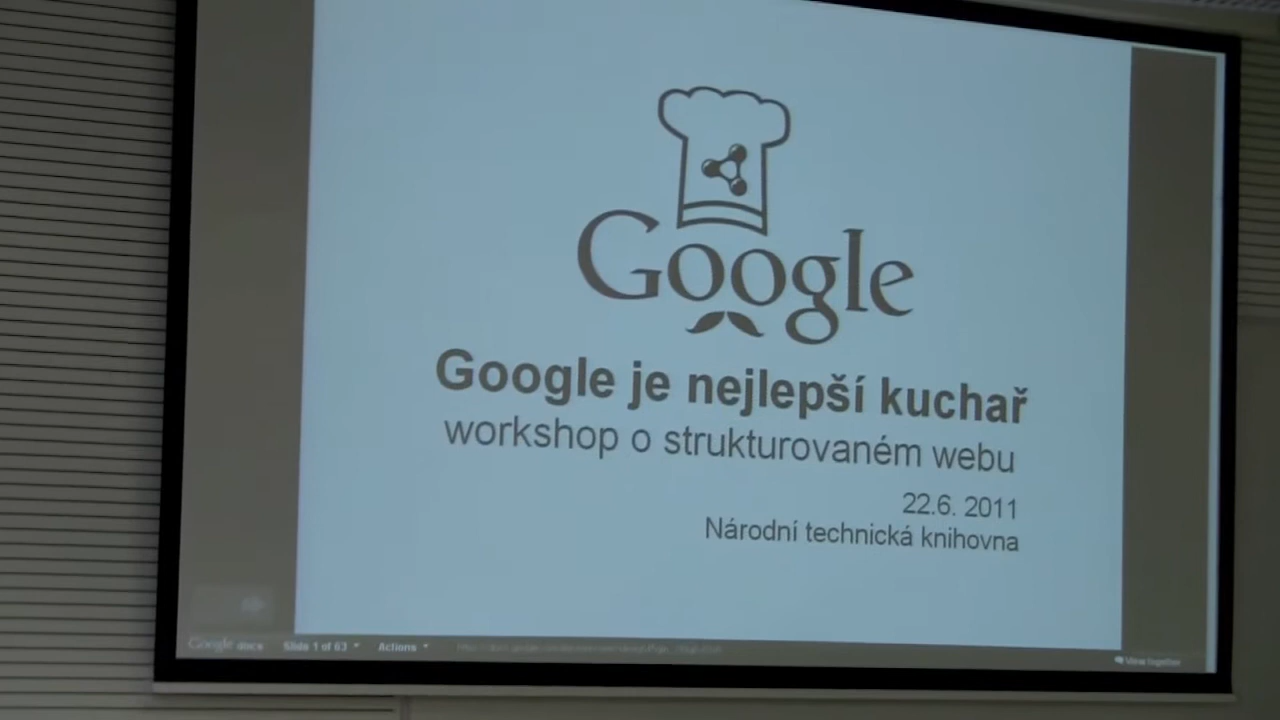 Google
Google je nejlepší kuchař
workshop o strukturovaném webu
22.6. 2011
Národní technická knihovna
Google docs Slide 1 of 63 Actions
View together